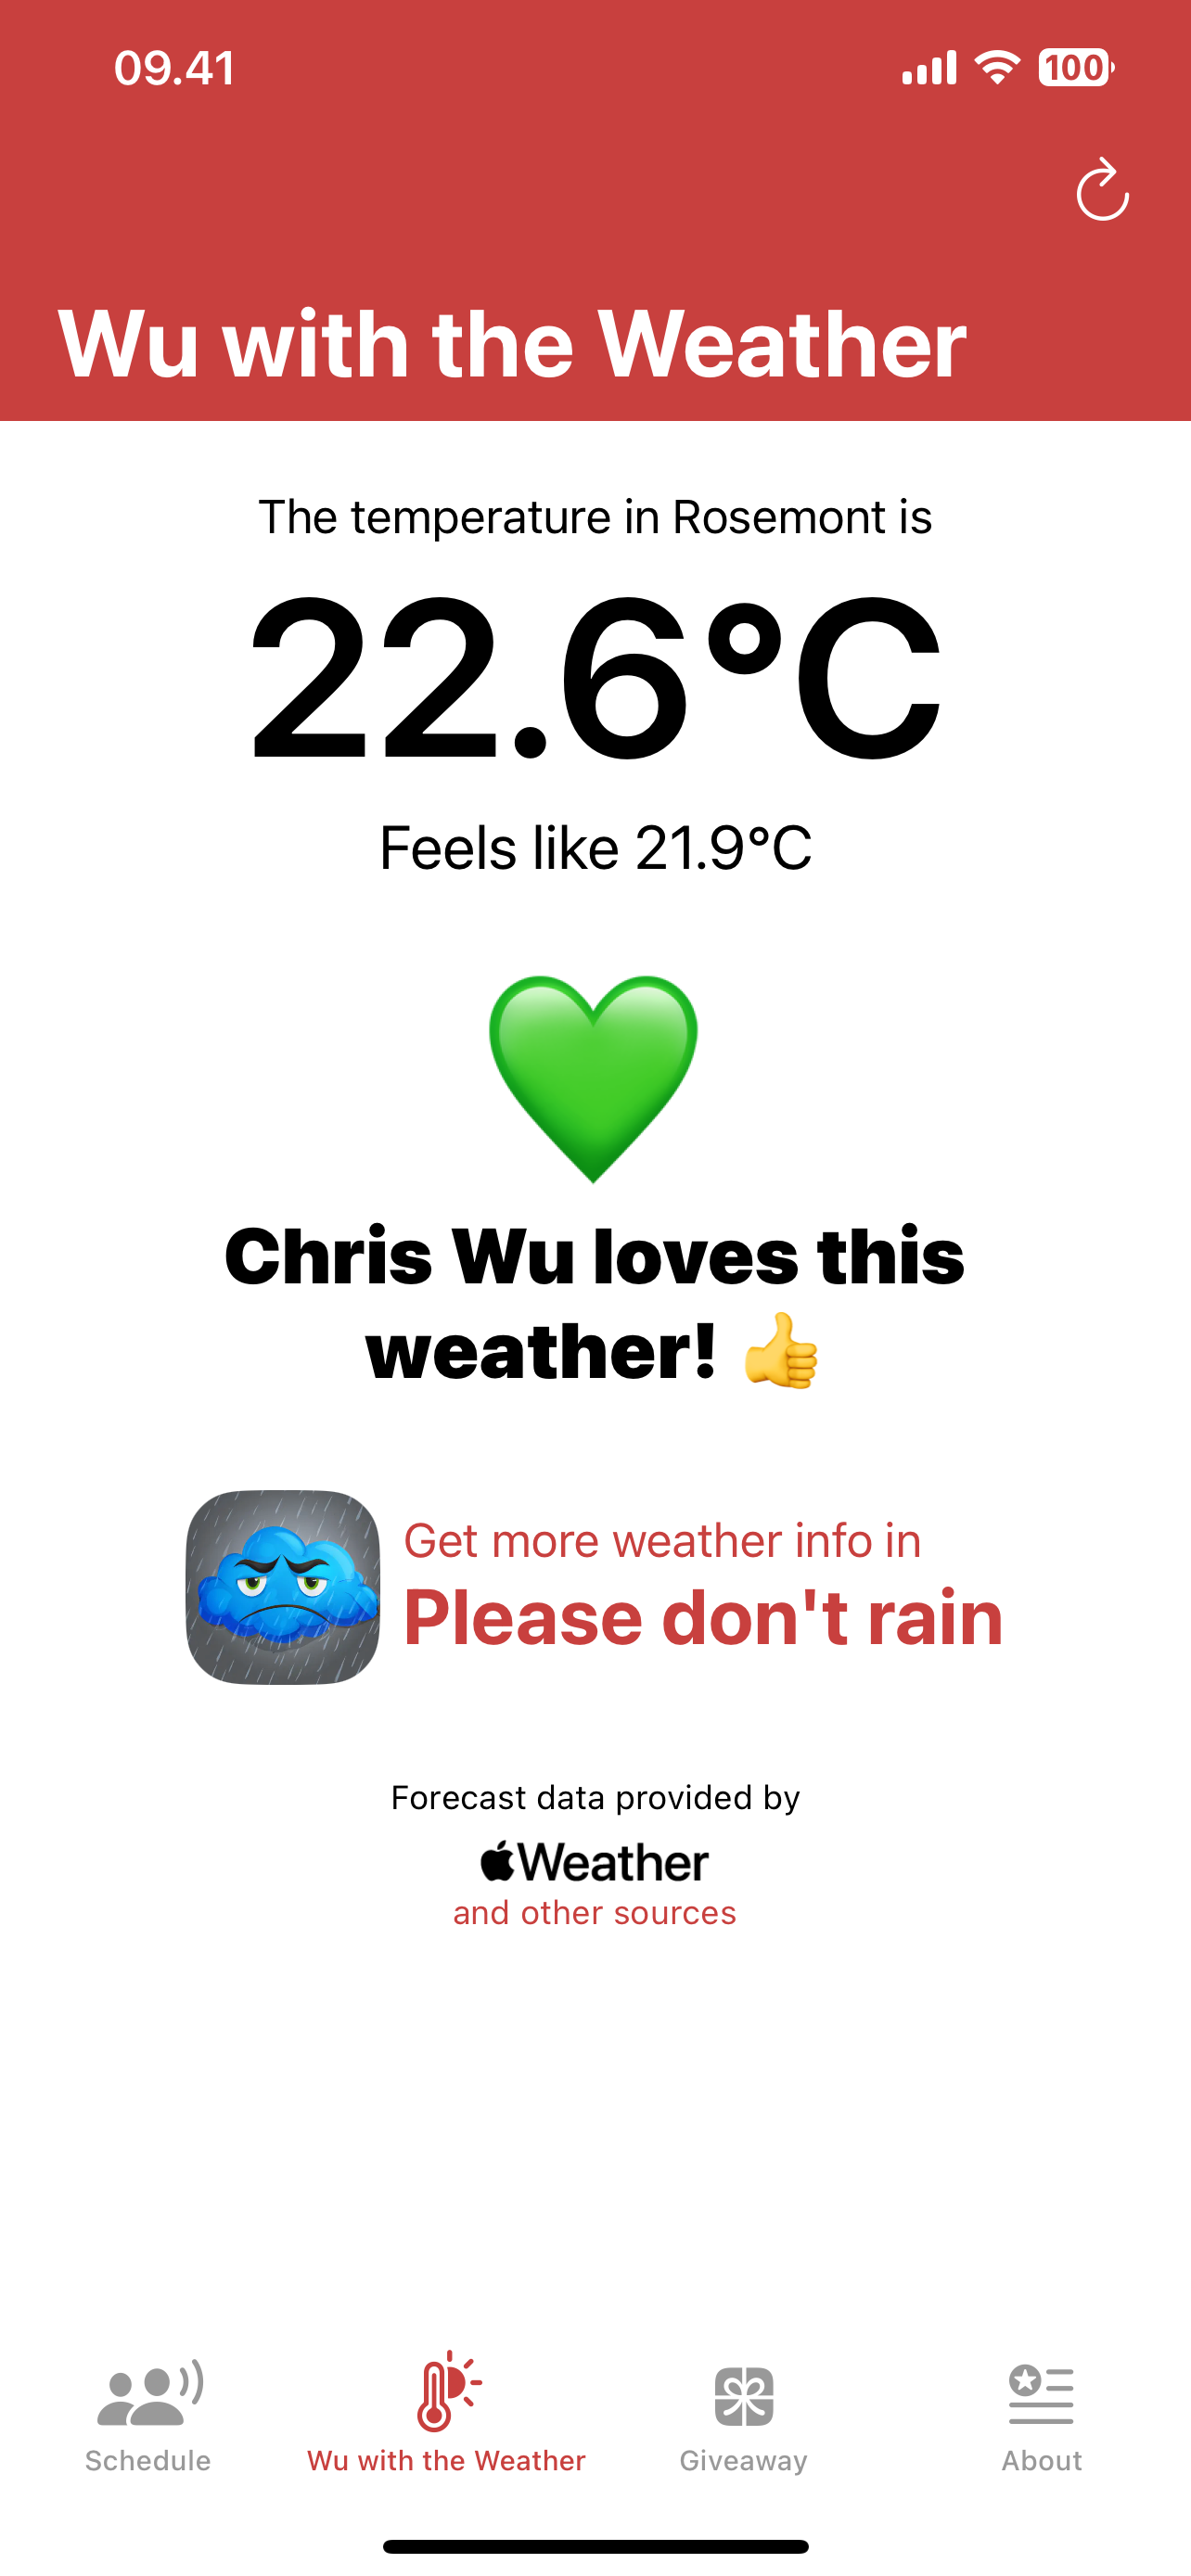 09.41
100
Wu with the Weather
The temperature in Rosemont is
22.6°C
Feels like 21.9°C
Chris Wu loves this
weather! 👍
Get more weather info in
Please don't rain
Forecast data provided by
Weather
and other sources
Schedule
Wu with the Weather
Giveaway
About